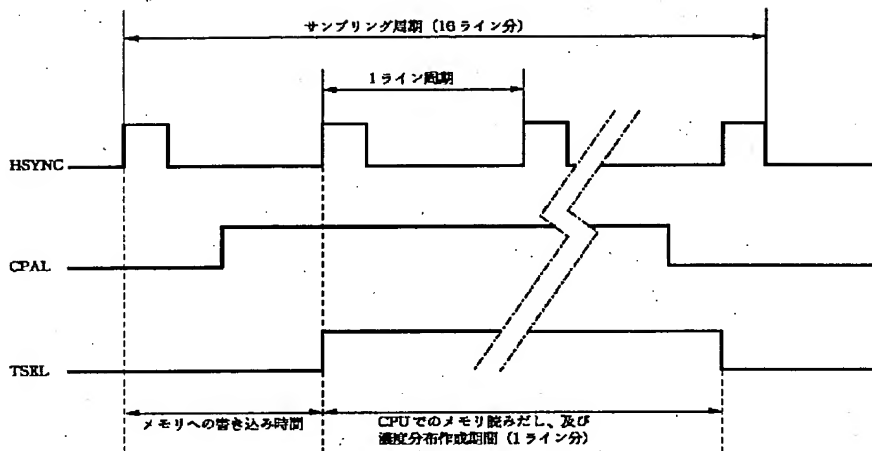 サンプリング周期 (16ライン分)
1ライン周期
HSYNC
CPAL
TSEL
メモリへの書き込み時間
CPUでのメモリ読みだし、及び
濃度分布作成期間 (1ライン分)